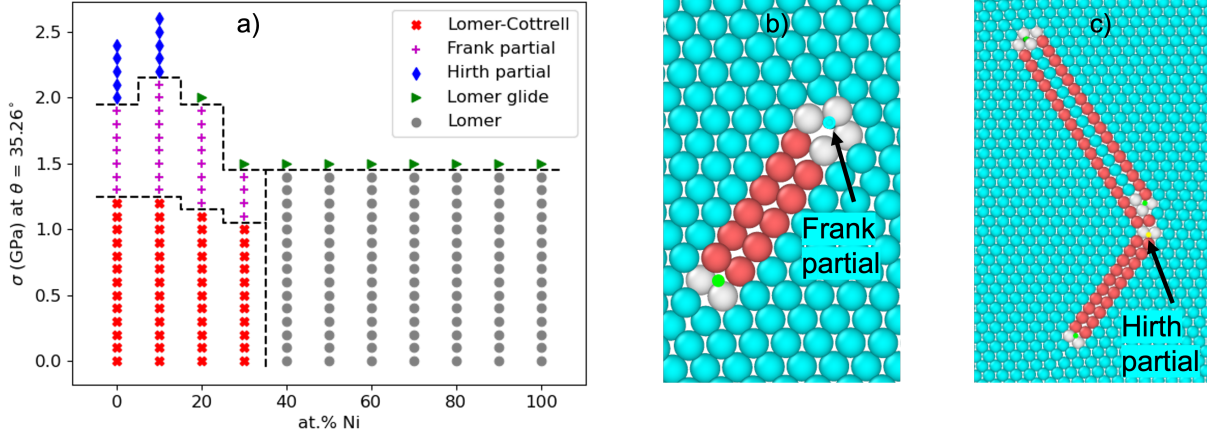 a)
Lomer-Cottrell
Frank partial
Hirth partial
Lomer glide
Lomer
σ (GPa) at θ = 35.26°
2.5
2.0
1.5
1.0
0.5
0.0
0
20
40
60
80
100
at.% Ni
b)
Frank
partial
c)
Hirth
partial